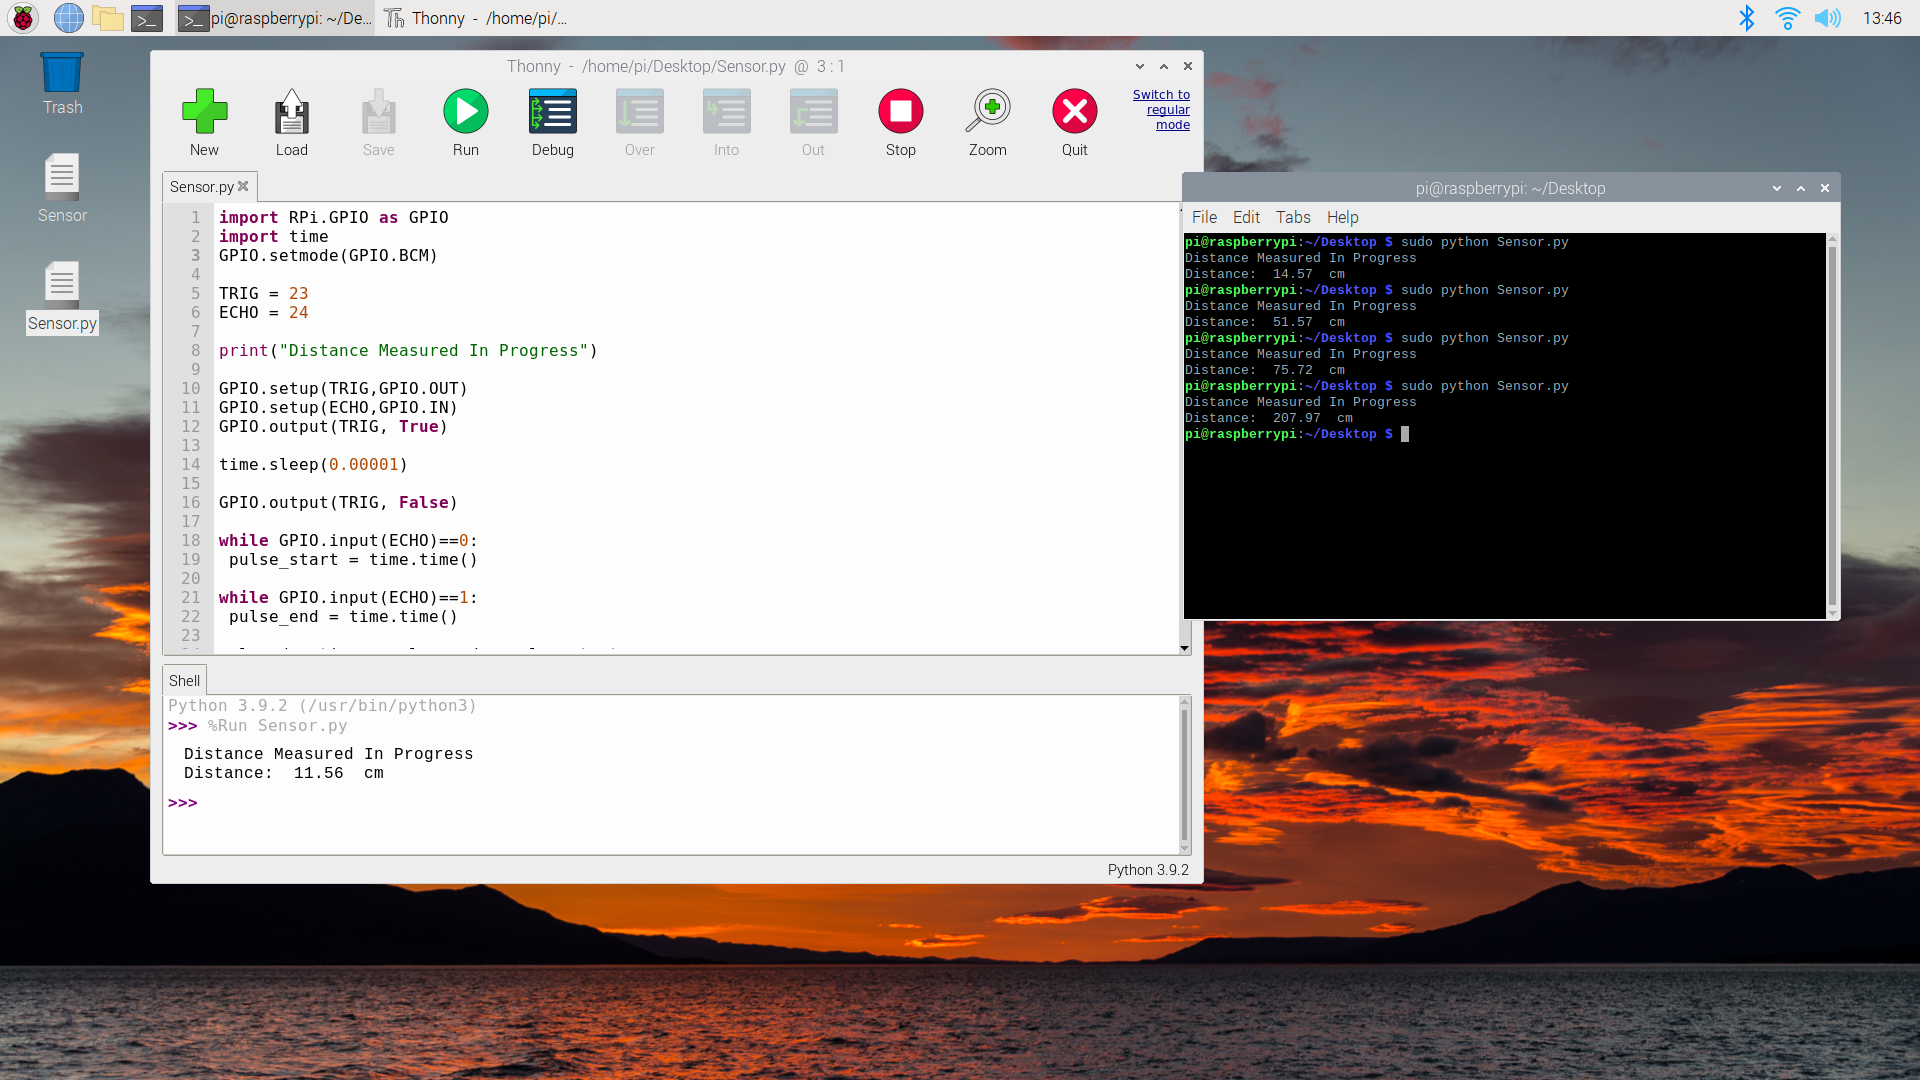 pi@raspberrypi: ~/De...
Thonny - /home/pi/...
13:46
Trash
Sensor
Sensor.py
Thonny - /home/pi/Desktop/Sensor.py @ 3 : 1
New
Load
Save
Run
Debug
Over
Into
Out
Stop
Zoom
Quit
Switch to
regular
mode
Sensor.py
1 import RPi.GPIO as GPIO
2 import time
3 GPIO.setmode(GPIO.BCM)
4
5 TRIG = 23
6 ECHO = 24
7
8 print("Distance Measured In Progress")
9
10 GPIO.setup(TRIG,GPIO.OUT)
11 GPIO.setup(ECHO,GPIO.IN)
12 GPIO.output(TRIG, True)
13
14 time.sleep(0.00001)
15
16 GPIO.output(TRIG, False)
17
18 while GPIO.input(ECHO)==0:
19  pulse_start = time.time()
20
21 while GPIO.input(ECHO)==1:
22  pulse_end = time.time()
23
Shell
Python 3.9.2 (/usr/bin/python3)
>>> %Run Sensor.py
Distance Measured In Progress
Distance:  11.56  cm
>>>
Python 3.9.2
pi@raspberrypi: ~/Desktop
File Edit Tabs Help
pi@raspberrypi:~/Desktop $ sudo python Sensor.py
Distance Measured In Progress
Distance:  14.57  cm
pi@raspberrypi:~/Desktop $ sudo python Sensor.py
Distance Measured In Progress
Distance:  51.57  cm
pi@raspberrypi:~/Desktop $ sudo python Sensor.py
Distance Measured In Progress
Distance:  75.72  cm
pi@raspberrypi:~/Desktop $ sudo python Sensor.py
Distance Measured In Progress
Distance:  207.97  cm
pi@raspberrypi:~/Desktop $